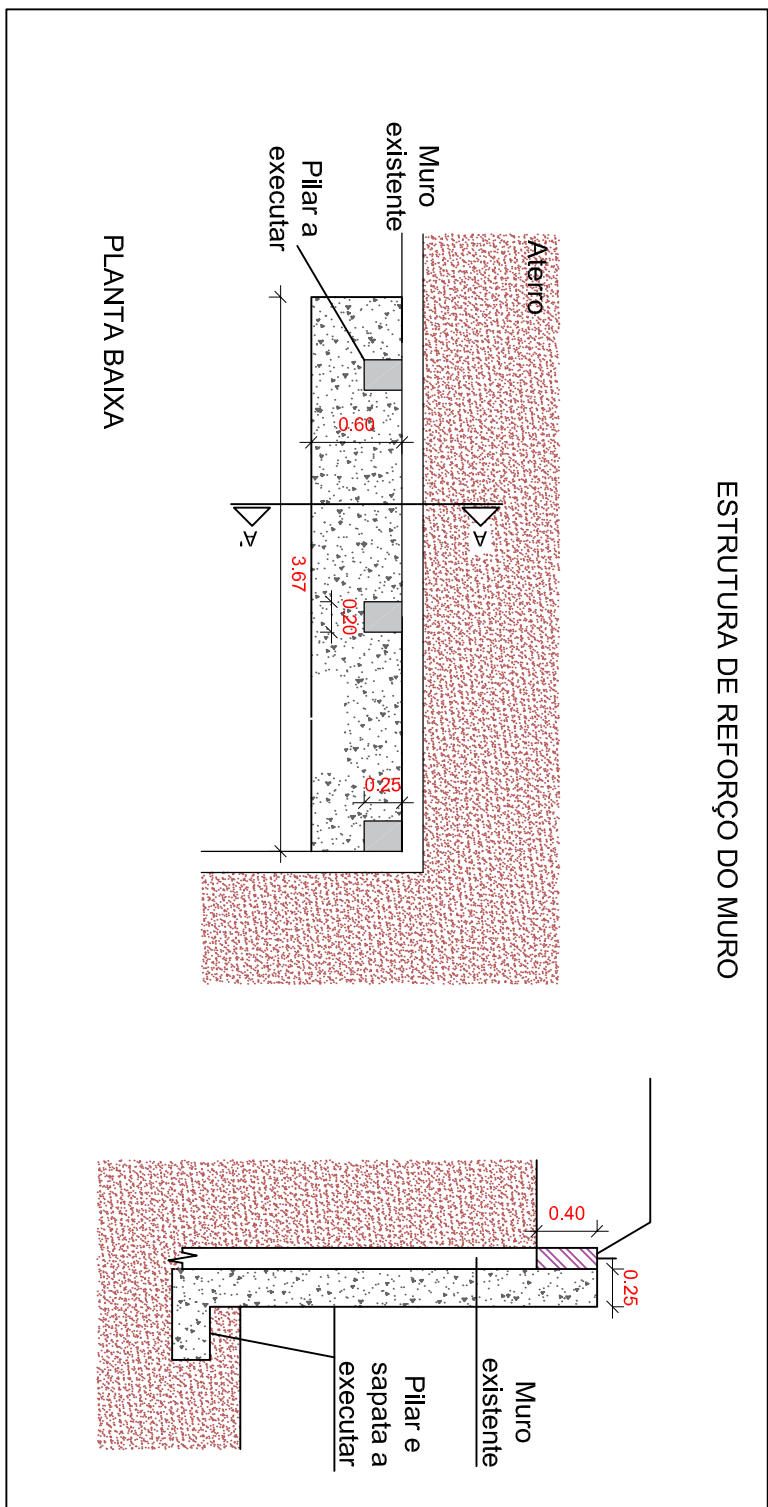 ESTRUTURA DE REFORÇO DO MURO
Aterro
Muro
existente
Pilar a
executar
0.60
A
A'
3.67
0.20
0.25
PLANTA BAIXA
0.40
0.25
Muro
existente
Pilar e
sapata a
executar